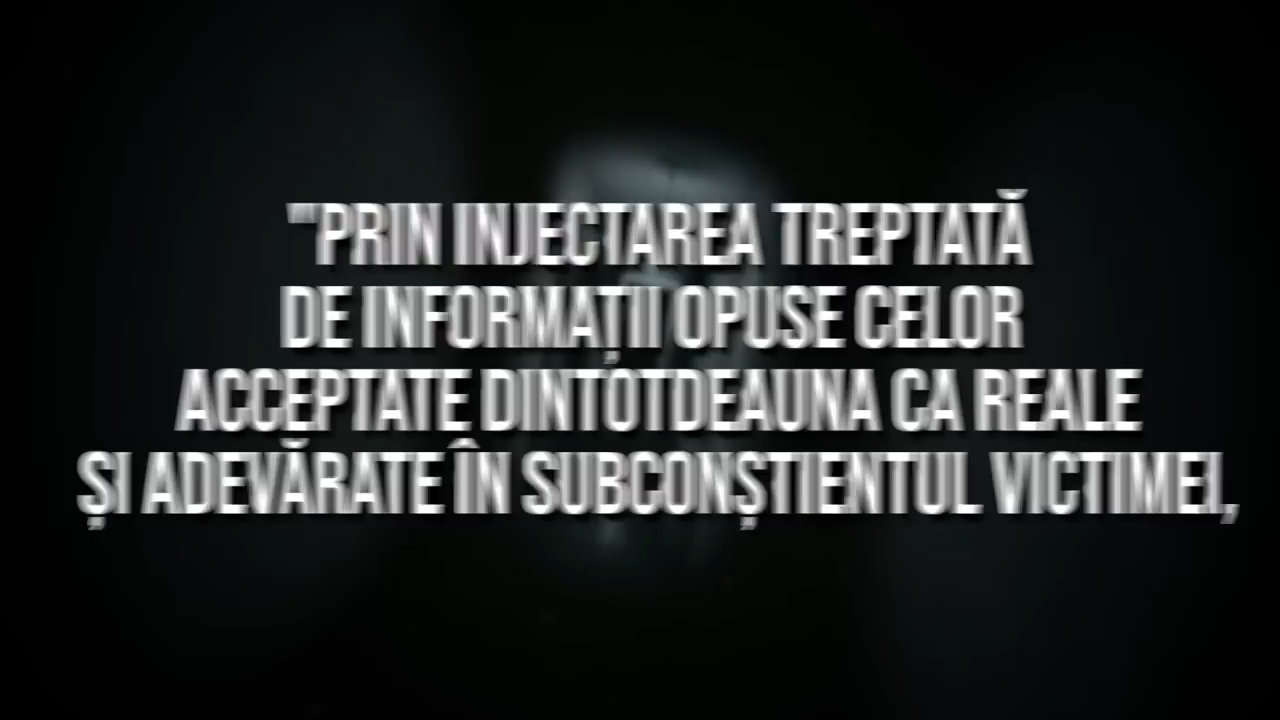 "PRIN INJECTAREA TREPTATĂ
DE INFORMAȚII OPUSE CELOR
ACCEPTATE DINTOTDEAUNA CA REALE
ȘI ADEVĂRATE ÎN SUBCONȘTIENTUL VICTIMEI,